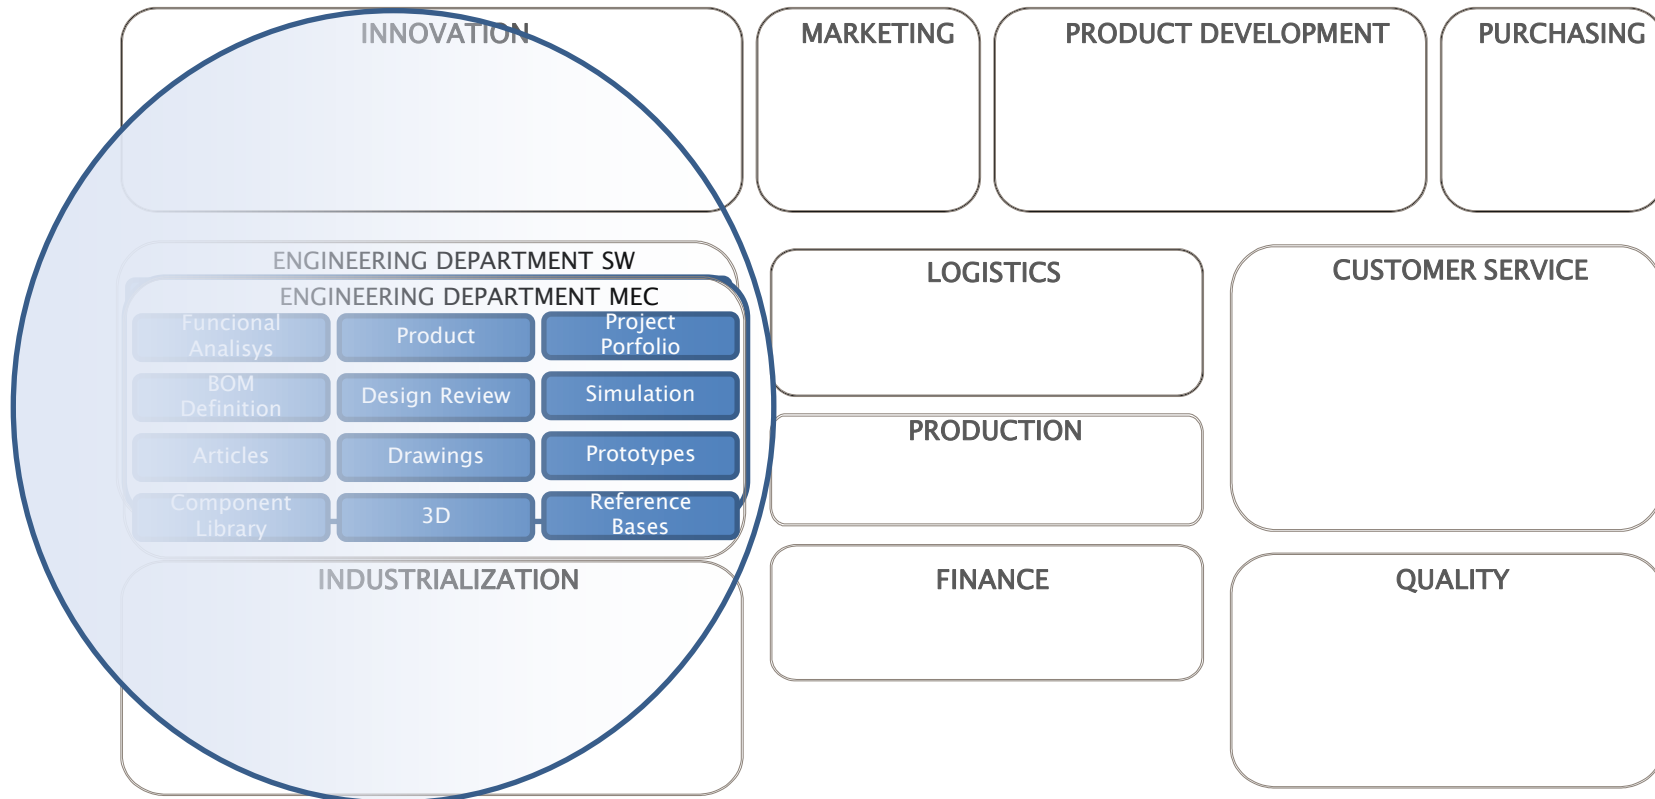 INNOVATION
MARKETING
PRODUCT DEVELOPMENT
PURCHASING
ENGINEERING DEPARTMENT SW
ENGINEERING DEPARTMENT MEC
Funcional
Analisys
Product
Project
Porfolio
BOM
Definition
Design Review
Simulation
Articles
Drawings
Prototypes
Component
Library
3D
Reference
Bases
INDUSTRIALIZATION
LOGISTICS
CUSTOMER SERVICE
PRODUCTION
FINANCE
QUALITY